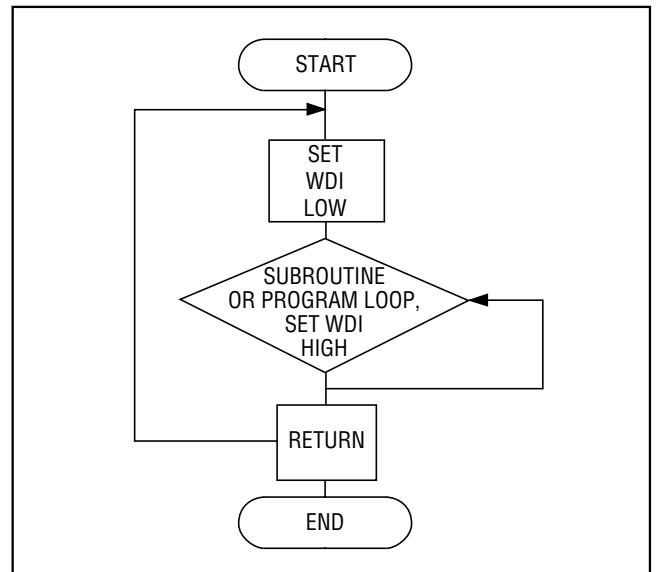 START
SET
WDI
LOW
SUBROUTINE
OR PROGRAM LOOP,
SET WDI
HIGH
RETURN
END